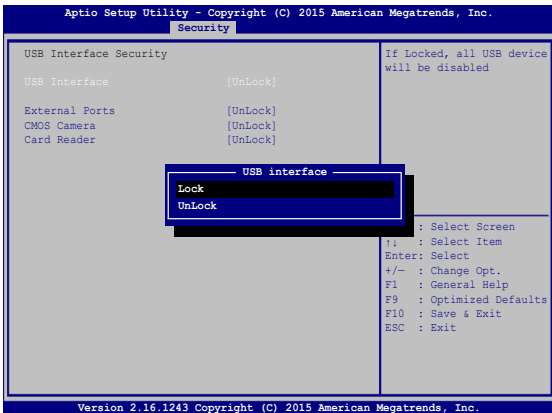 Aptio Setup Utility - Copyright (C) 2015 American Megatrends, Inc.
Security
USB Interface Security
USB Interface [UnLock]
External Ports [UnLock]
CMOS Camera [UnLock]
Card Reader [UnLock]
USB interface
Lock
UnLock
If Locked, all USB device
will be disabled
: Select Screen
↑↓ : Select Item
Enter: Select
+/— : Change Opt.
F1 : General Help
F9 : Optimized Defaults
F10 : Save & Exit
ESC : Exit
Version 2.16.1243 Copyright (C) 2015 American Megatrends, Inc.